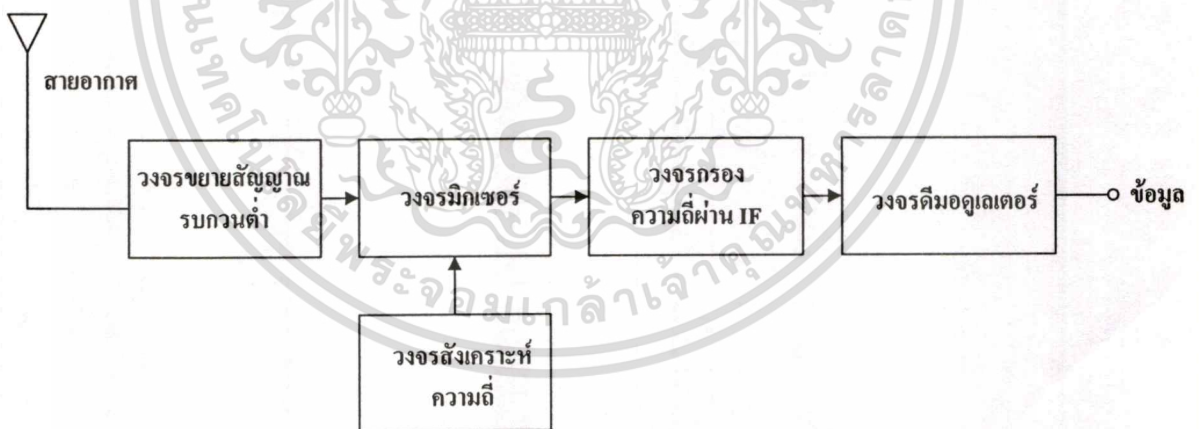 สายอากาศ
วงจรขยายสัญญาณ
รบกวนต่ำ
วงจรมิกเซอร์
วงจรกรอง
ความถี่ผ่าน IF
วงจรดีมอดูเลเตอร์
ข้อมูล
วงจรสังเคราะห์
ความถี่